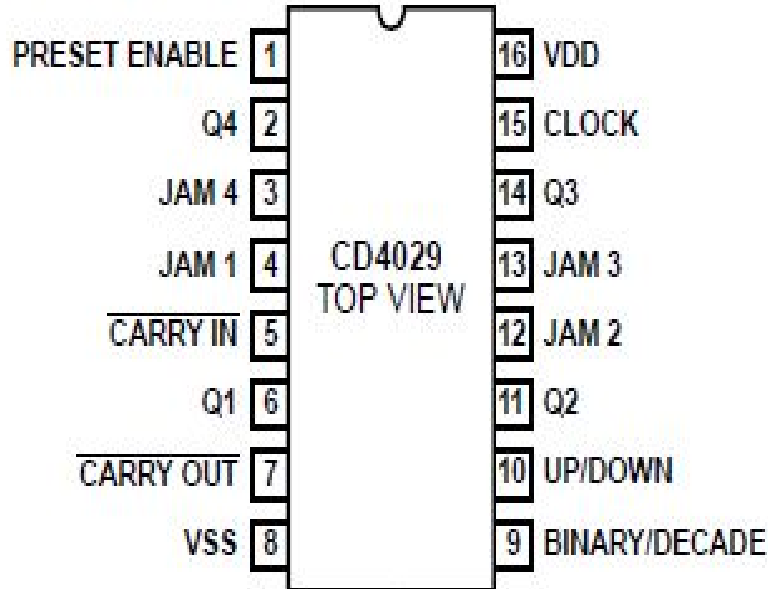 PRESET ENABLE 1 16 VDD
Q4 2 15 CLOCK
JAM 4 3 14 Q3
JAM 1 4 CD4029 13 JAM 3
TOP VIEW
CARRY IN 5 12 JAM 2
Q1 6 11 Q2
CARRY OUT 7 10 UP/DOWN
VSS 8 9 BINARY/DECADE